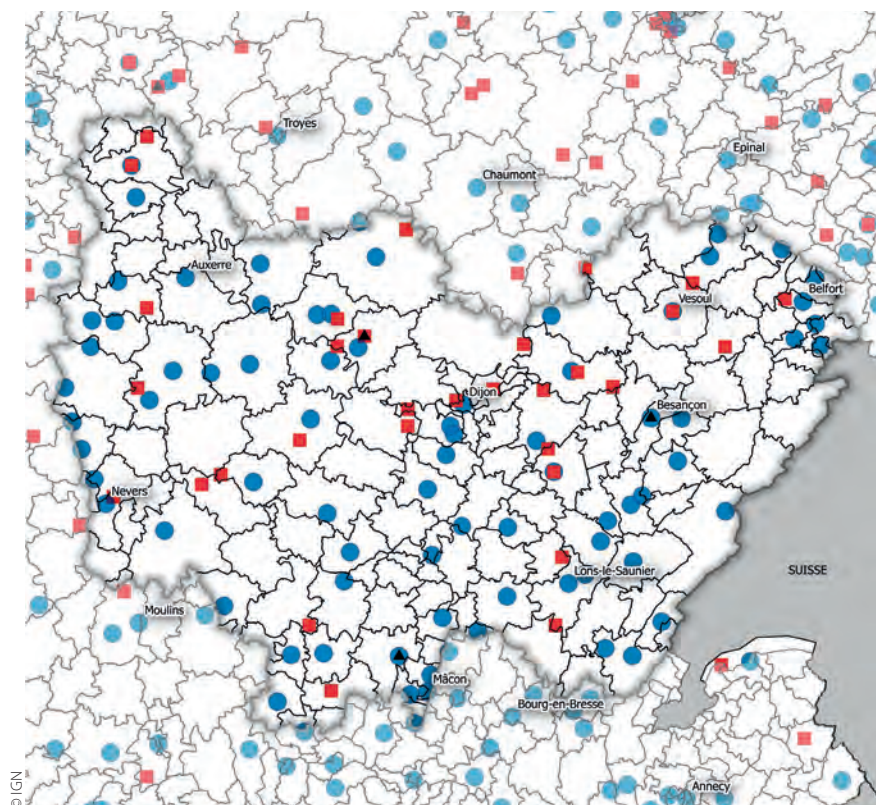 Troyes
Epinal
Chaumont
Auxerre
Belfort
Vesoul
Dijon
Besançon
Nevers
Lons-le-Saunier
SUISSE
Moulins
Mâcon
Bourg-en-Bresse
Annecy
© IGN